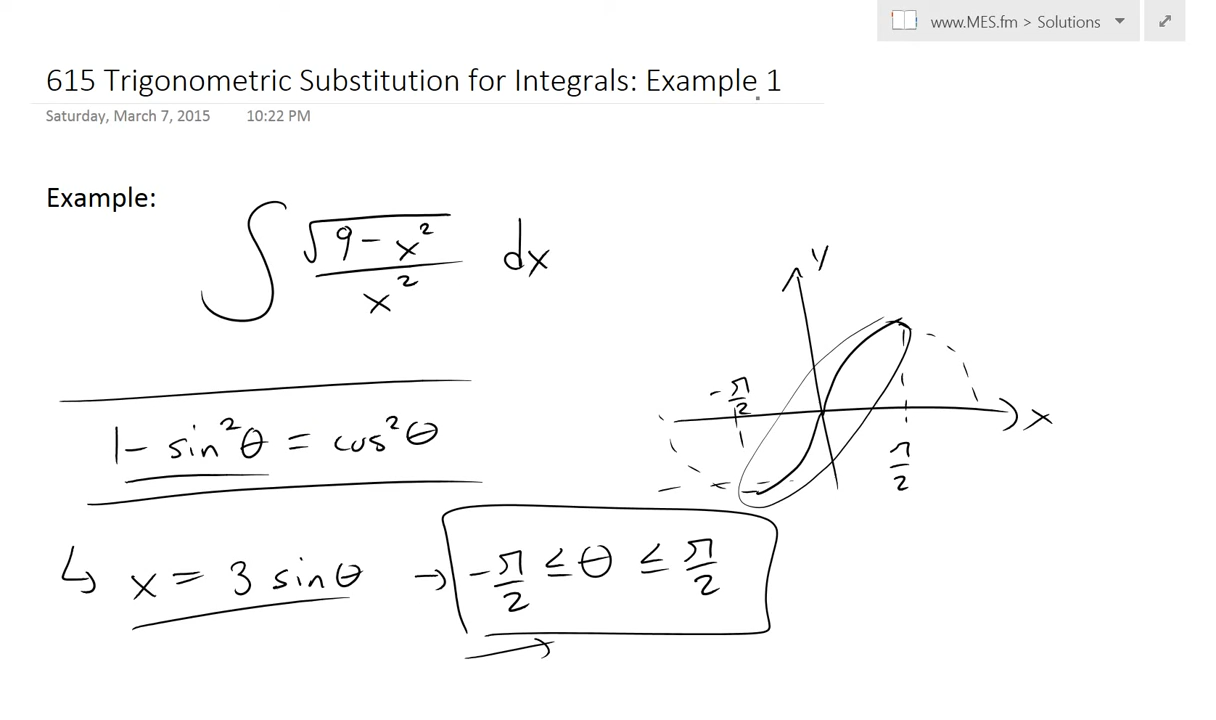 www.MES.fm > Solutions
615 Trigonometric Substitution for Integrals: Example 1
Saturday, March 7, 2015 10:22 PM
Example:
∫ √(9 - x²) / x² dx
y
-π/2
x
π/2
1 - sin²θ = cos²θ
↳ x = 3 sinθ → -π/2 ≤ θ ≤ π/2